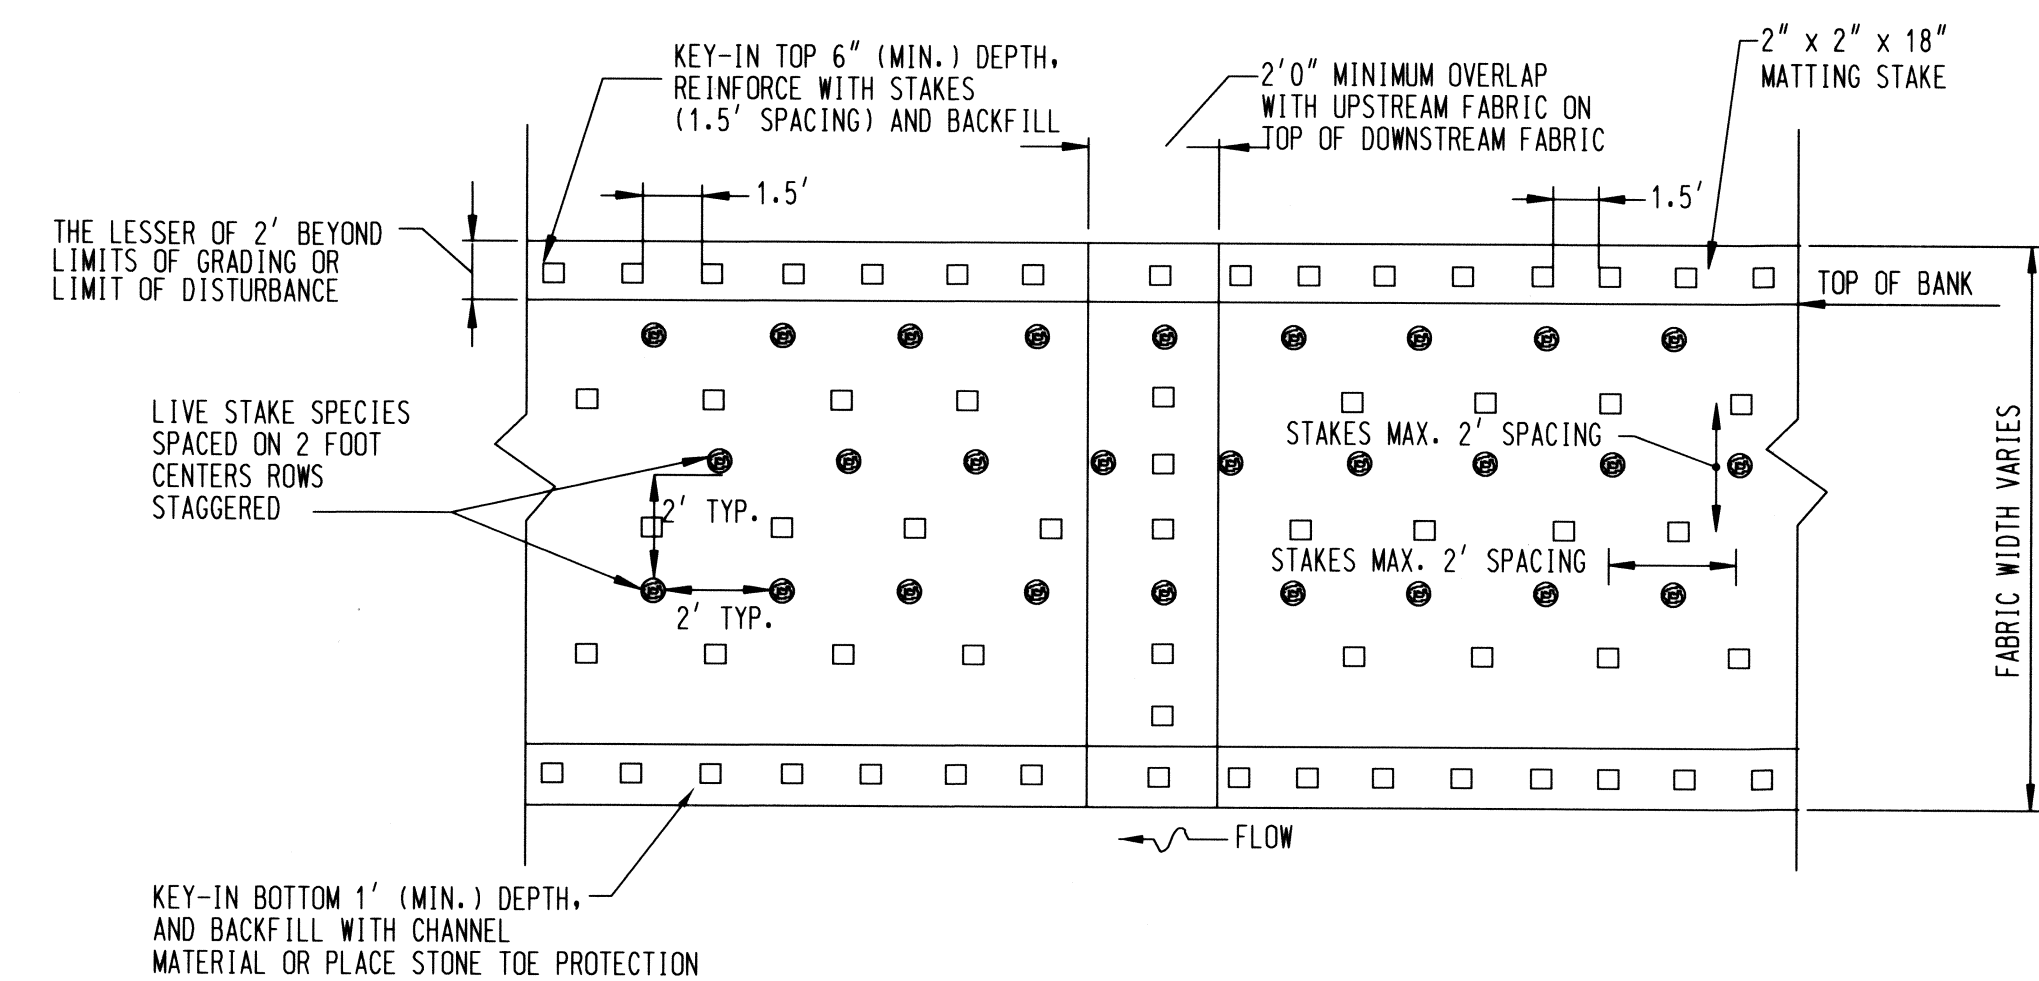 KEY-IN TOP 6" (MIN.) DEPTH,
REINFORCE WITH STAKES
(1.5' SPACING) AND BACKFILL
2'0" MINIMUM OVERLAP
WITH UPSTREAM FABRIC ON
TOP OF DOWNSTREAM FABRIC
2" x 2" x 18"
MATTING STAKE
1.5'
1.5'
THE LESSER OF 2' BEYOND
LIMITS OF GRADING OR
LIMIT OF DISTURBANCE
TOP OF BANK
LIVE STAKE SPECIES
SPACED ON 2 FOOT
CENTERS ROWS
STAGGERED
STAKES MAX. 2' SPACING
2' TYP.
STAKES MAX. 2' SPACING
2' TYP.
FABRIC WIDTH VARIES
FLOW
KEY-IN BOTTOM 1' (MIN.) DEPTH,
AND BACKFILL WITH CHANNEL
MATERIAL OR PLACE STONE TOE PROTECTION